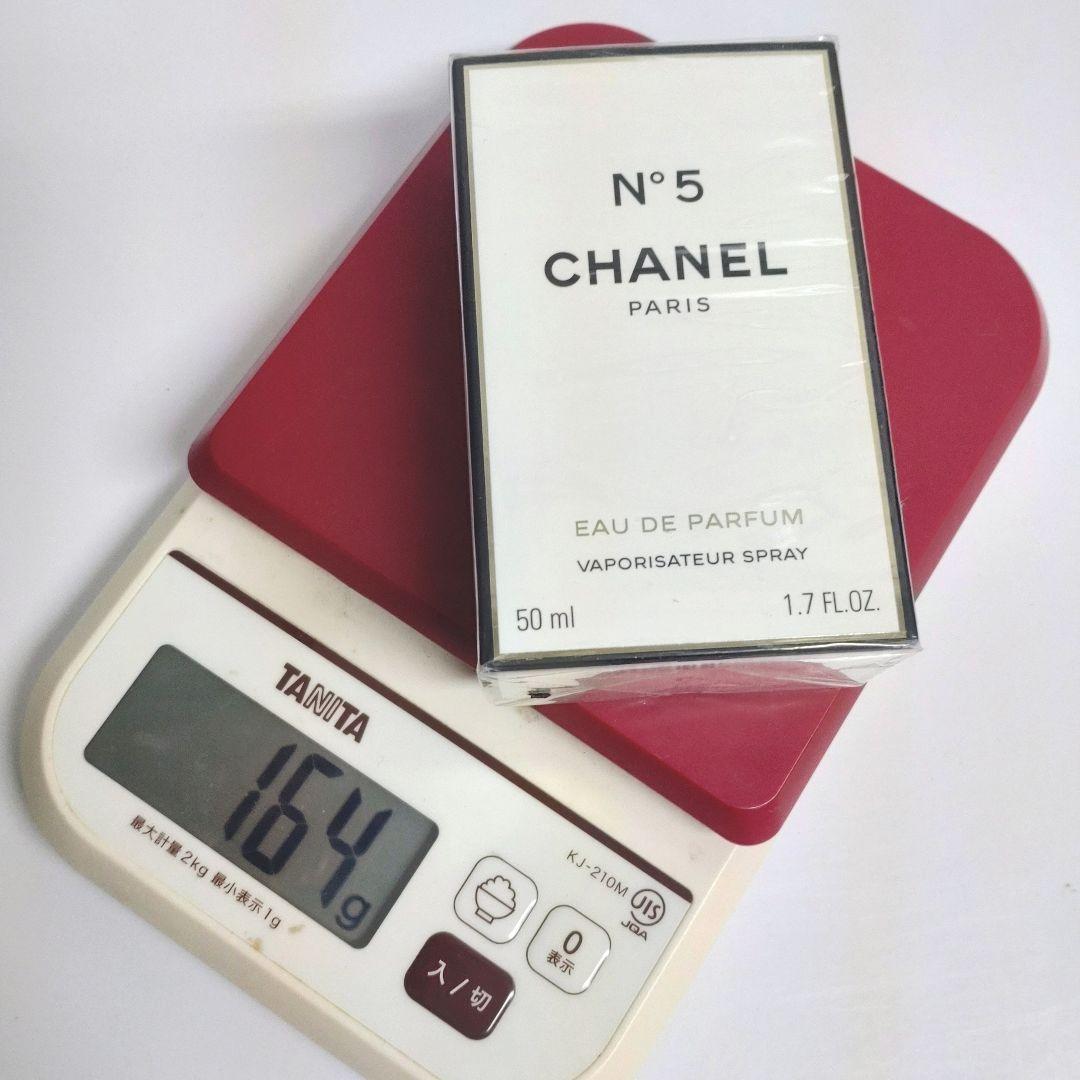 N°5
CHANEL
PARIS
EAU DE PARFUM
VAPORISATEUR SPRAY
50 ml 1.7 FL.OZ.
TANITA
164g
最大計量2kg 最小表示1g
KJ-210M
JIS
JQA
0
表示
入/切